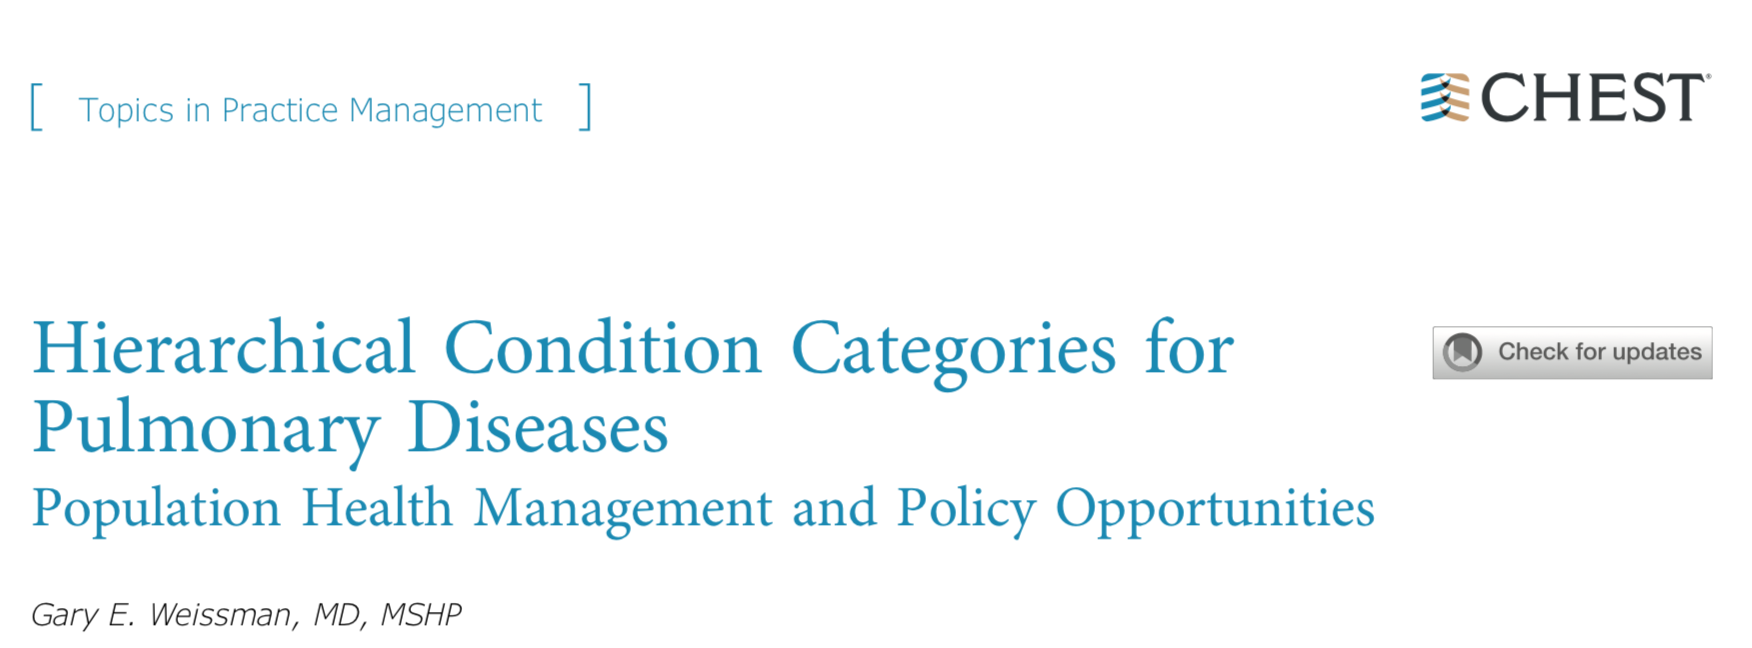 [ Topics in Practice Management ]
CHEST®
Hierarchical Condition Categories for
Pulmonary Diseases
Check for updates
Population Health Management and Policy Opportunities
Gary E. Weissman, MD, MSHP